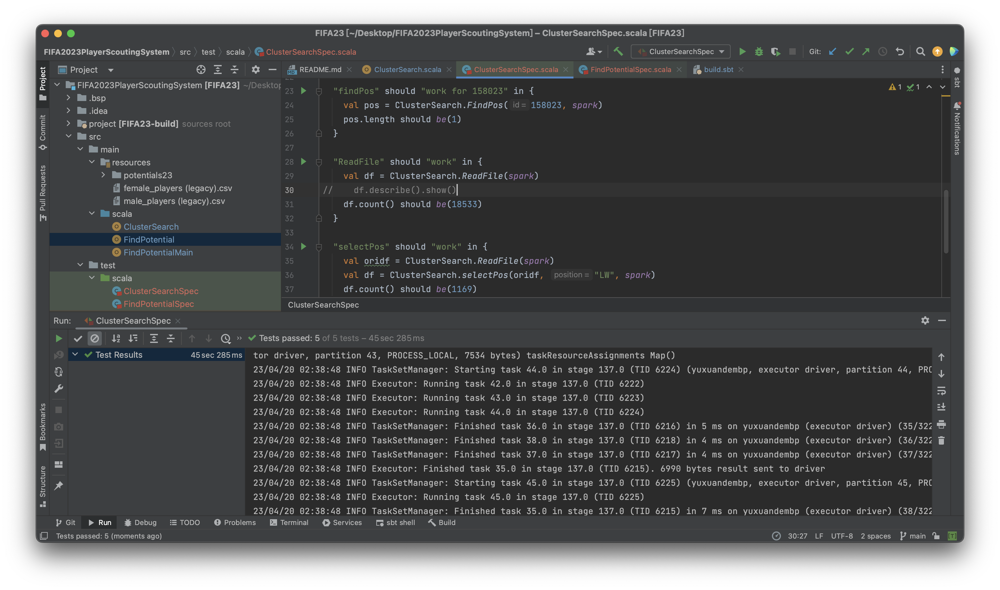 FIFA23 [~/Desktop/FIFA2023PlayerScoutingSystem] – ClusterSearchSpec.scala [FIFA23]
FIFA2023PlayerScoutingSystem src test scala ClusterSearchSpec.scala
ClusterSearchSpec Git:
Project
README.md ClusterSearch.scala ClusterSearchSpec.scala FindPotentialSpec.scala build.sbt
Project
Commit
Pull Requests
Bookmarks
Structure
sbt
Notifications
FIFA2023PlayerScoutingSystem [FIFA23] ~/Desktop
.bsp
.idea
project [FIFA23-build] sources root
src
main
resources
potentials23
female_players (legacy).csv
male_players (legacy).csv
scala
ClusterSearch
FindPotential
FindPotentialMain
test
scala
ClusterSearchSpec
FindPotentialSpec
1 1
23 "findPos" should "work for 158023" in {
24 val pos = ClusterSearch.FindPos( id = 158023, spark)
25 pos.length should be(1)
26 }
27
28 "ReadFile" should "work" in {
29 val df = ClusterSearch.ReadFile(spark)
30 // df.describe().show()
31 df.count() should be(18533)
32 }
33
34 "selectPos" should "work" in {
35 val oridf = ClusterSearch.ReadFile(spark)
36 val df = ClusterSearch.selectPos(oridf, position = "LW", spark)
37 df.count() should be(1169)
ClusterSearchSpec
Run: ClusterSearchSpec
Tests passed: 5 of 5 tests – 45 sec 285 ms
Test Results 45 sec 285 ms
tor driver, partition 43, PROCESS_LOCAL, 7534 bytes) taskResourceAssignments Map()
23/04/20 02:38:48 INFO TaskSetManager: Starting task 44.0 in stage 137.0 (TID 6224) (yuxuandembp, executor driver, partition 44, PRO
23/04/20 02:38:48 INFO Executor: Running task 42.0 in stage 137.0 (TID 6222)
23/04/20 02:38:48 INFO Executor: Running task 43.0 in stage 137.0 (TID 6223)
23/04/20 02:38:48 INFO Executor: Running task 44.0 in stage 137.0 (TID 6224)
23/04/20 02:38:48 INFO TaskSetManager: Finished task 36.0 in stage 137.0 (TID 6216) in 5 ms on yuxuandembp (executor driver) (35/322
23/04/20 02:38:48 INFO TaskSetManager: Finished task 38.0 in stage 137.0 (TID 6218) in 4 ms on yuxuandembp (executor driver) (36/322
23/04/20 02:38:48 INFO TaskSetManager: Finished task 37.0 in stage 137.0 (TID 6217) in 4 ms on yuxuandembp (executor driver) (37/322
23/04/20 02:38:48 INFO Executor: Finished task 35.0 in stage 137.0 (TID 6215). 6990 bytes result sent to driver
23/04/20 02:38:48 INFO TaskSetManager: Starting task 45.0 in stage 137.0 (TID 6225) (yuxuandembp, executor driver, partition 45, PRO
23/04/20 02:38:48 INFO Executor: Running task 45.0 in stage 137.0 (TID 6225)
23/04/20 02:38:48 INFO TaskSetManager: Finished task 35.0 in stage 137.0 (TID 6215) in 7 ms on yuxuandembp (executor driver) (38/322
Git Run Debug TODO Problems Terminal Services sbt shell Build
Tests passed: 5 (moments ago) 30:27 LF UTF-8 2 spaces main [T]